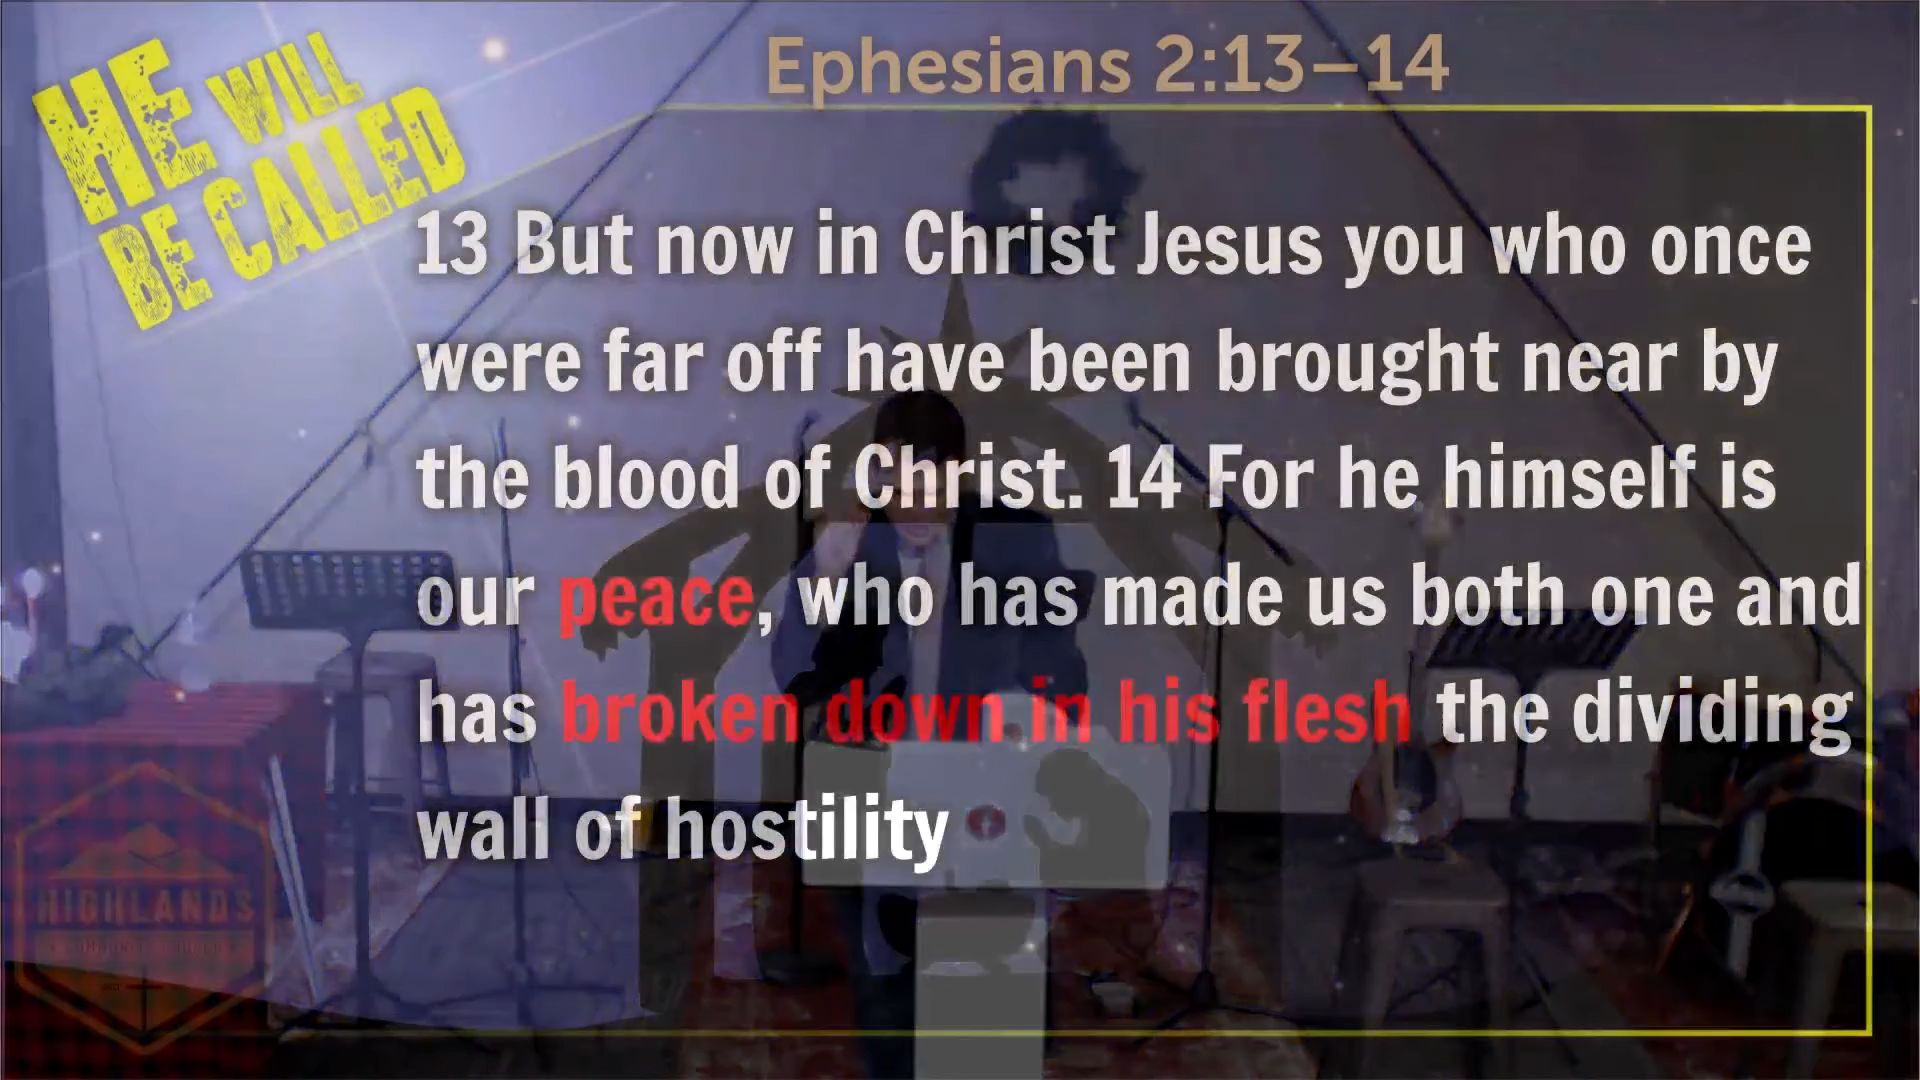 HE WILL
BE CALLED
Ephesians 2:13–14
13 But now in Christ Jesus you who once
were far off have been brought near by
the blood of Christ. 14 For he himself is
our peace, who has made us both one and
has broken down in his flesh the dividing
wall of hostility
HIGHLANDS